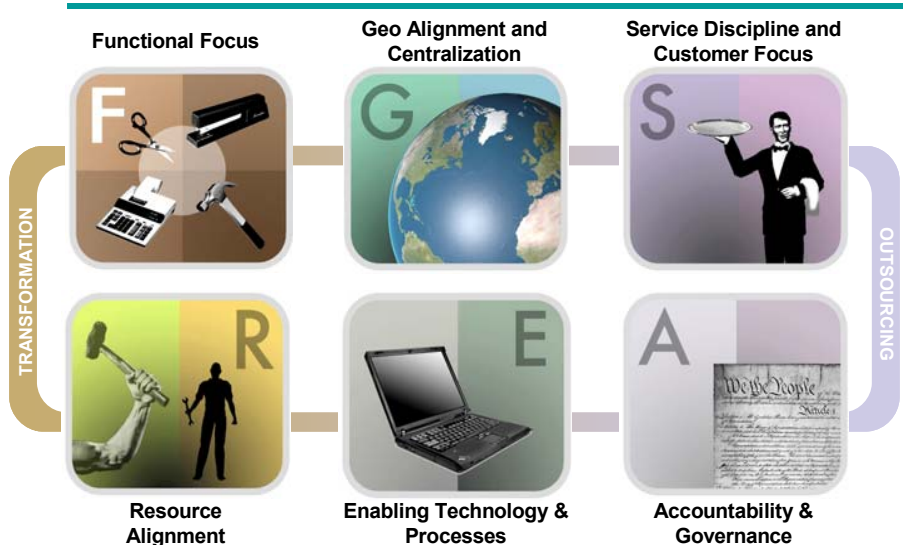 Functional Focus
Geo Alignment and
Centralization
Service Discipline and
Customer Focus
F
G
S
TRANSFORMATION
OUTSOURCING
R
E
A
We the People
Article I
Resource
Alignment
Enabling Technology &
Processes
Accountability &
Governance